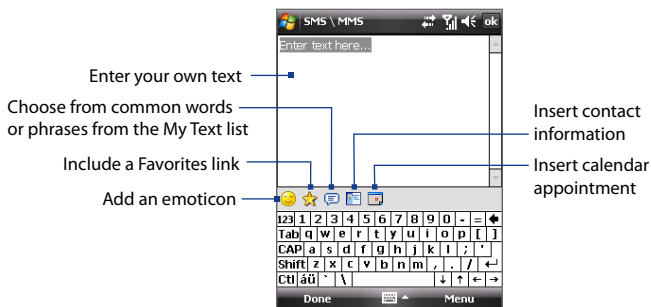 SMS \ MMS
ok
Enter text here...
Enter your own text
Choose from common words
or phrases from the My Text list
Include a Favorites link
Add an emoticon
Insert contact
information
Insert calendar
appointment
123 1 2 3 4 5 6 7 8 9 0 - =
Tab q w e r t y u i o p [ ]
CAP a s d f g h j k l ; '
Shift z x c v b n m , . /
Ctl áü ` \
Done
Menu